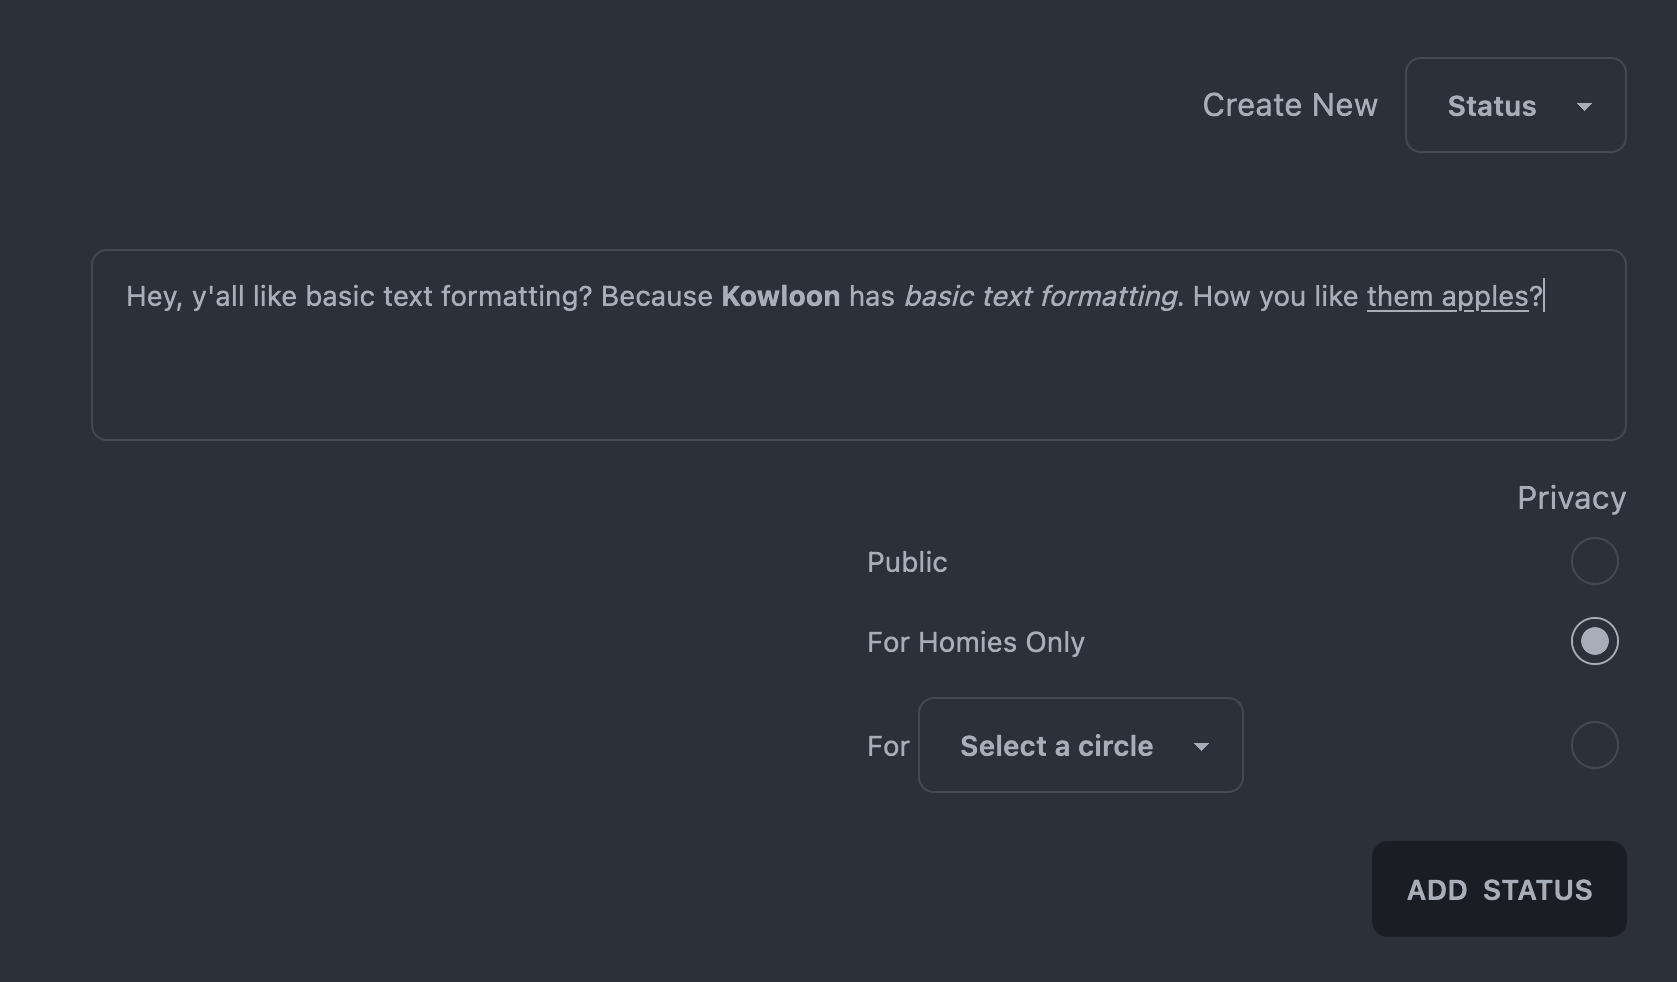 Create New Status
Hey, y'all like basic text formatting? Because Kowloon has basic text formatting. How you like them apples?
Privacy
Public
For Homies Only
For Select a circle
ADD STATUS